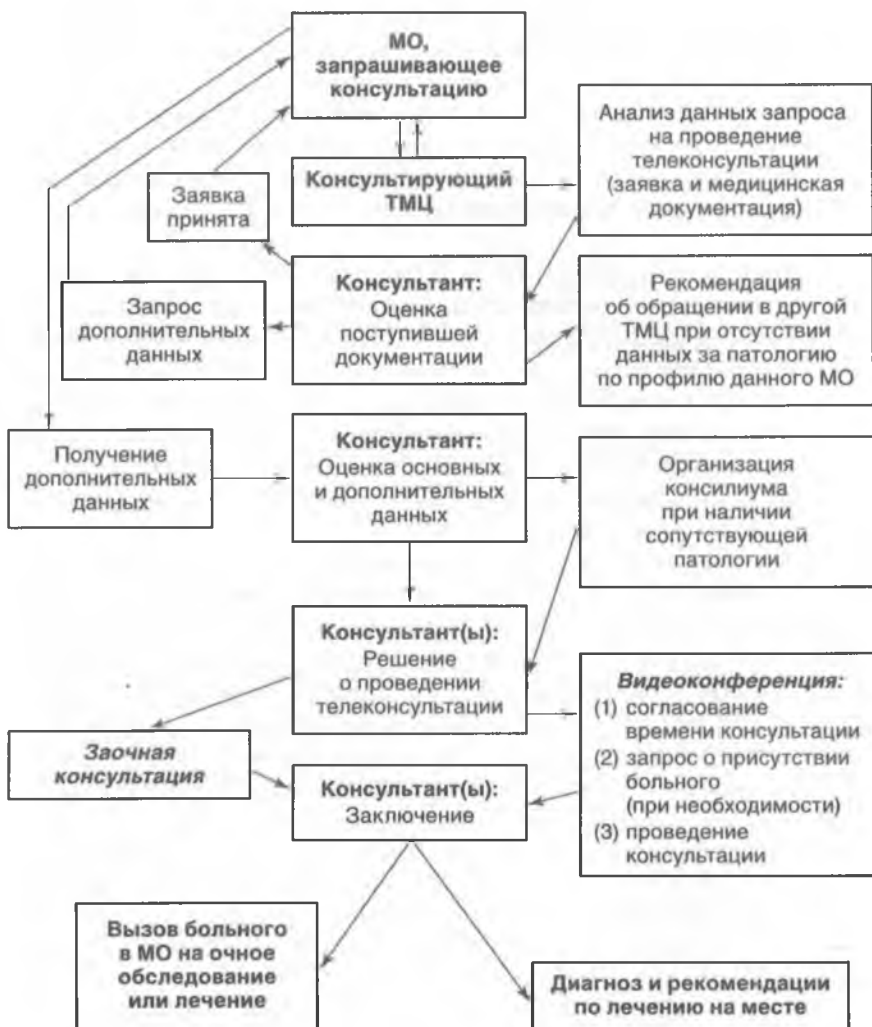 МО,
запрашивающее
консультацию
Анализ данных запроса
на проведение
телеконсультации
(заявка и медицинская
документация)
Консультирующий
ТМЦ
Заявка
принята
Консультант:
Оценка
поступившей
документации
Запрос
дополнительных
данных
Рекомендация
об обращении в другой
ТМЦ при отсутствии
данных за патологию
по профилю данного МО
Получение
дополнительных
данных
Консультант:
Оценка основных
и дополнительных
данных
Организация
консилиума
при наличии
сопутствующей
патологии
Консультант(ы):
Решение
о проведении
телеконсультации
Видеоконференция:
(1) согласование
времени консультации
(2) запрос о присутствии
больного
(при необходимости)
(3) проведение
консультации
Заочная
консультация
Консультант(ы):
Заключение
Вызов больного
в МО на очное
обследование
или лечение
Диагноз и рекомендации
по лечению на месте